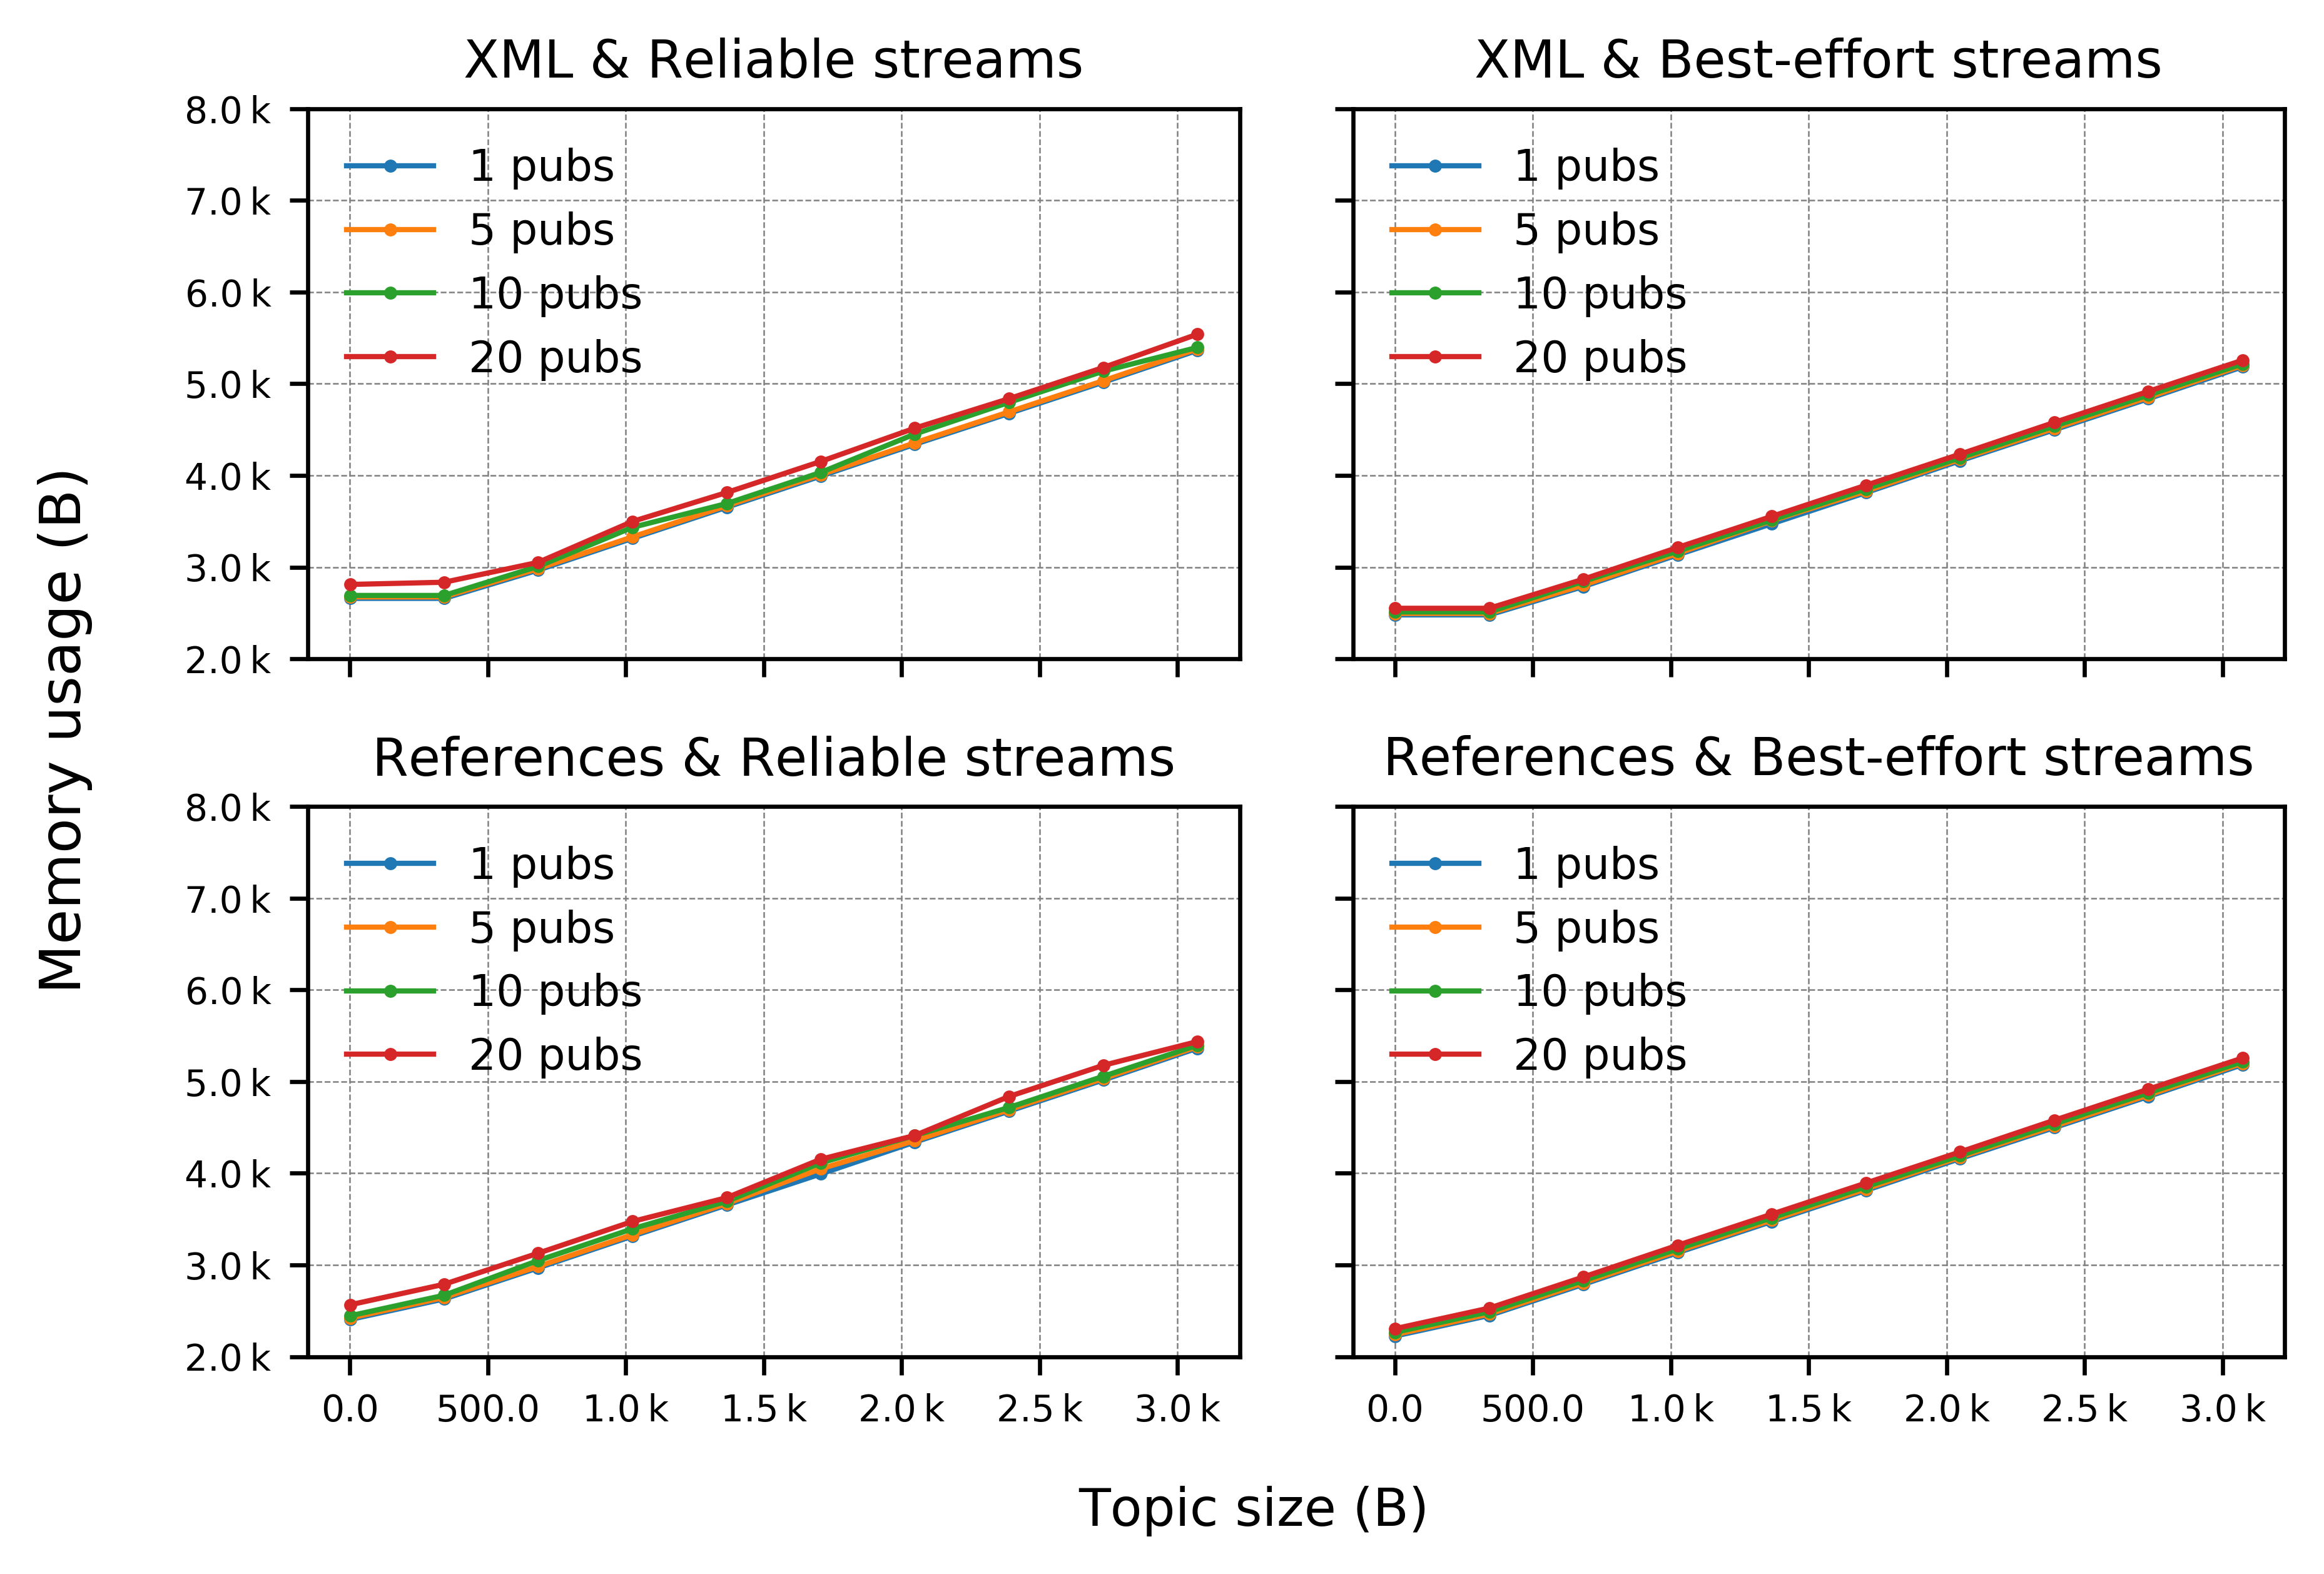 XML & Reliable streams
8.0 k
7.0 k
6.0 k
5.0 k
4.0 k
3.0 k
2.0 k
1 pubs
5 pubs
10 pubs
20 pubs
XML & Best-effort streams
1 pubs
5 pubs
10 pubs
20 pubs
Memory usage (B)
References & Reliable streams
8.0 k
7.0 k
6.0 k
5.0 k
4.0 k
3.0 k
2.0 k
1 pubs
5 pubs
10 pubs
20 pubs
0.0 500.0 1.0 k 1.5 k 2.0 k 2.5 k 3.0 k
References & Best-effort streams
1 pubs
5 pubs
10 pubs
20 pubs
0.0 500.0 1.0 k 1.5 k 2.0 k 2.5 k 3.0 k
Topic size (B)